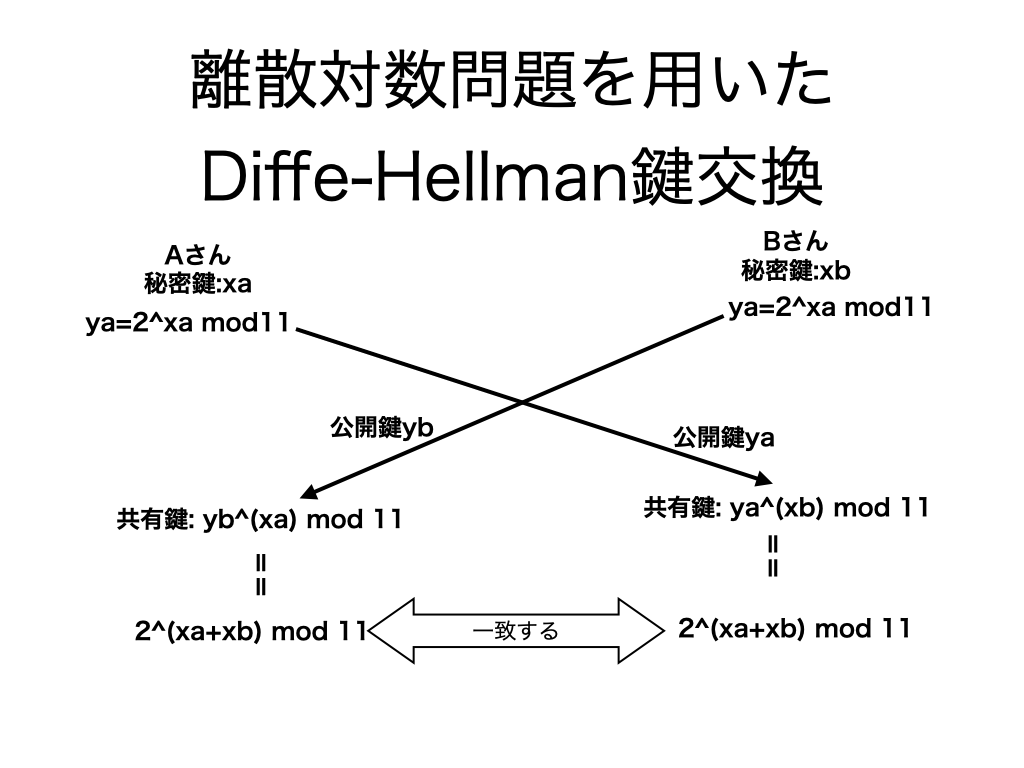 離散対数問題を用いた
Diffe-Hellman鍵交換
Aさん
秘密鍵:xa
ya=2^xa mod11
Bさん
秘密鍵:xb
ya=2^xa mod11
公開鍵yb
公開鍵ya
共有鍵: yb^(xa) mod 11
共有鍵: ya^(xb) mod 11
=
=
=
=
2^(xa+xb) mod 11
一致する
2^(xa+xb) mod 11